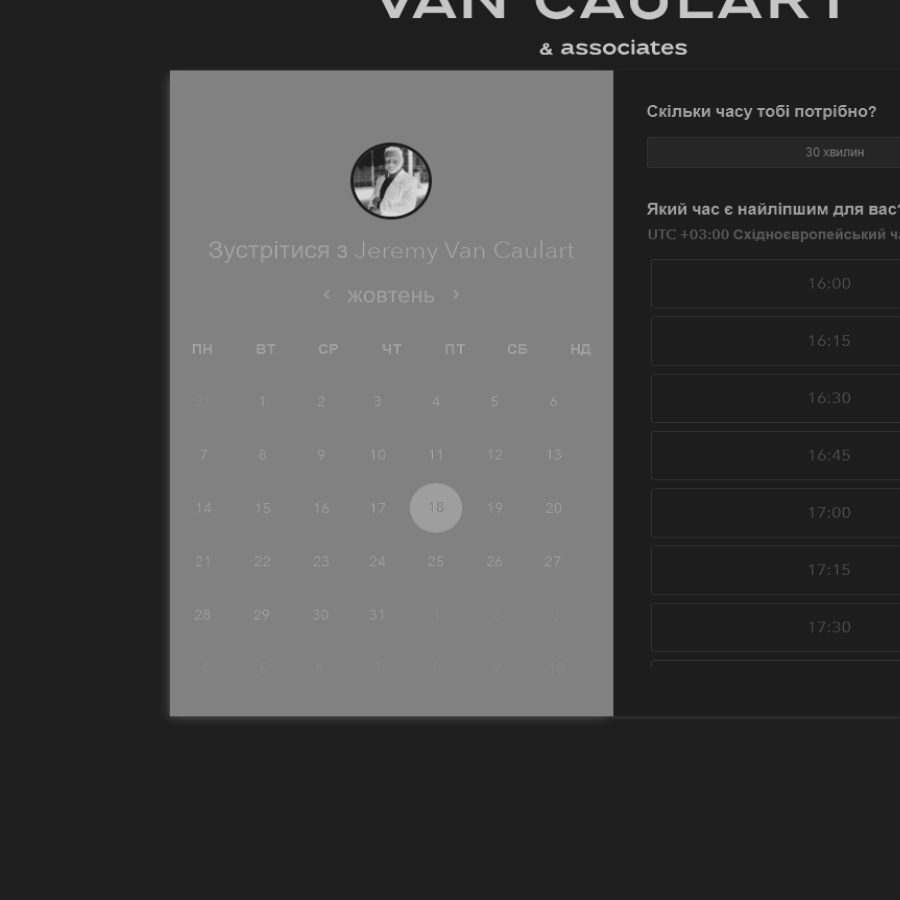 VAN CAULART
& associates
Зустрітися з Jeremy Van Caulart
жовтень
ПН ВТ СР ЧТ ПТ СБ НД
1 2 3 4 5 6
7 8 9 10 11 12 13
14 15 16 17 18 19 20
21 22 23 24 25 26 27
28 29 30 31 1 2 3
4 5 6 7 8 9 10
Скільки часу тобі потрібно?
30 хвилин
Який час є найліпшим для вас?
UTC +03:00 Східноєвропейський
16:00
16:15
16:30
16:45
17:00
17:15
17:30